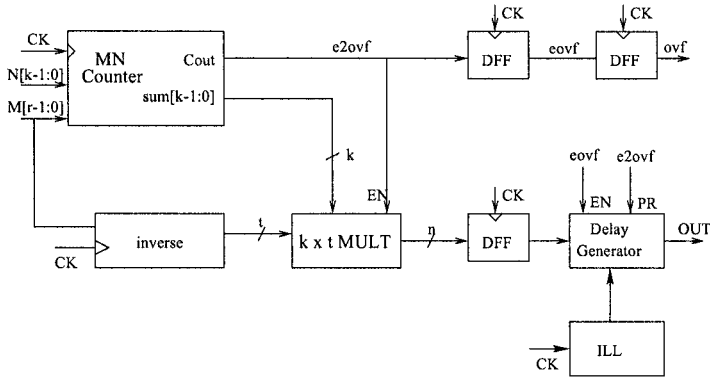 CK
CK
CK
MN
Counter
Cout
e2ovf
DFF
eovf
DFF
ovf
N[k-1:0]
sum[k-1:0]
M[r-1:0]
k
eovf
e2ovf
EN
CK
EN
PR
t
n
OUT
inverse
k x t MULT
DFF
Delay
Generator
CK
ILL
CK